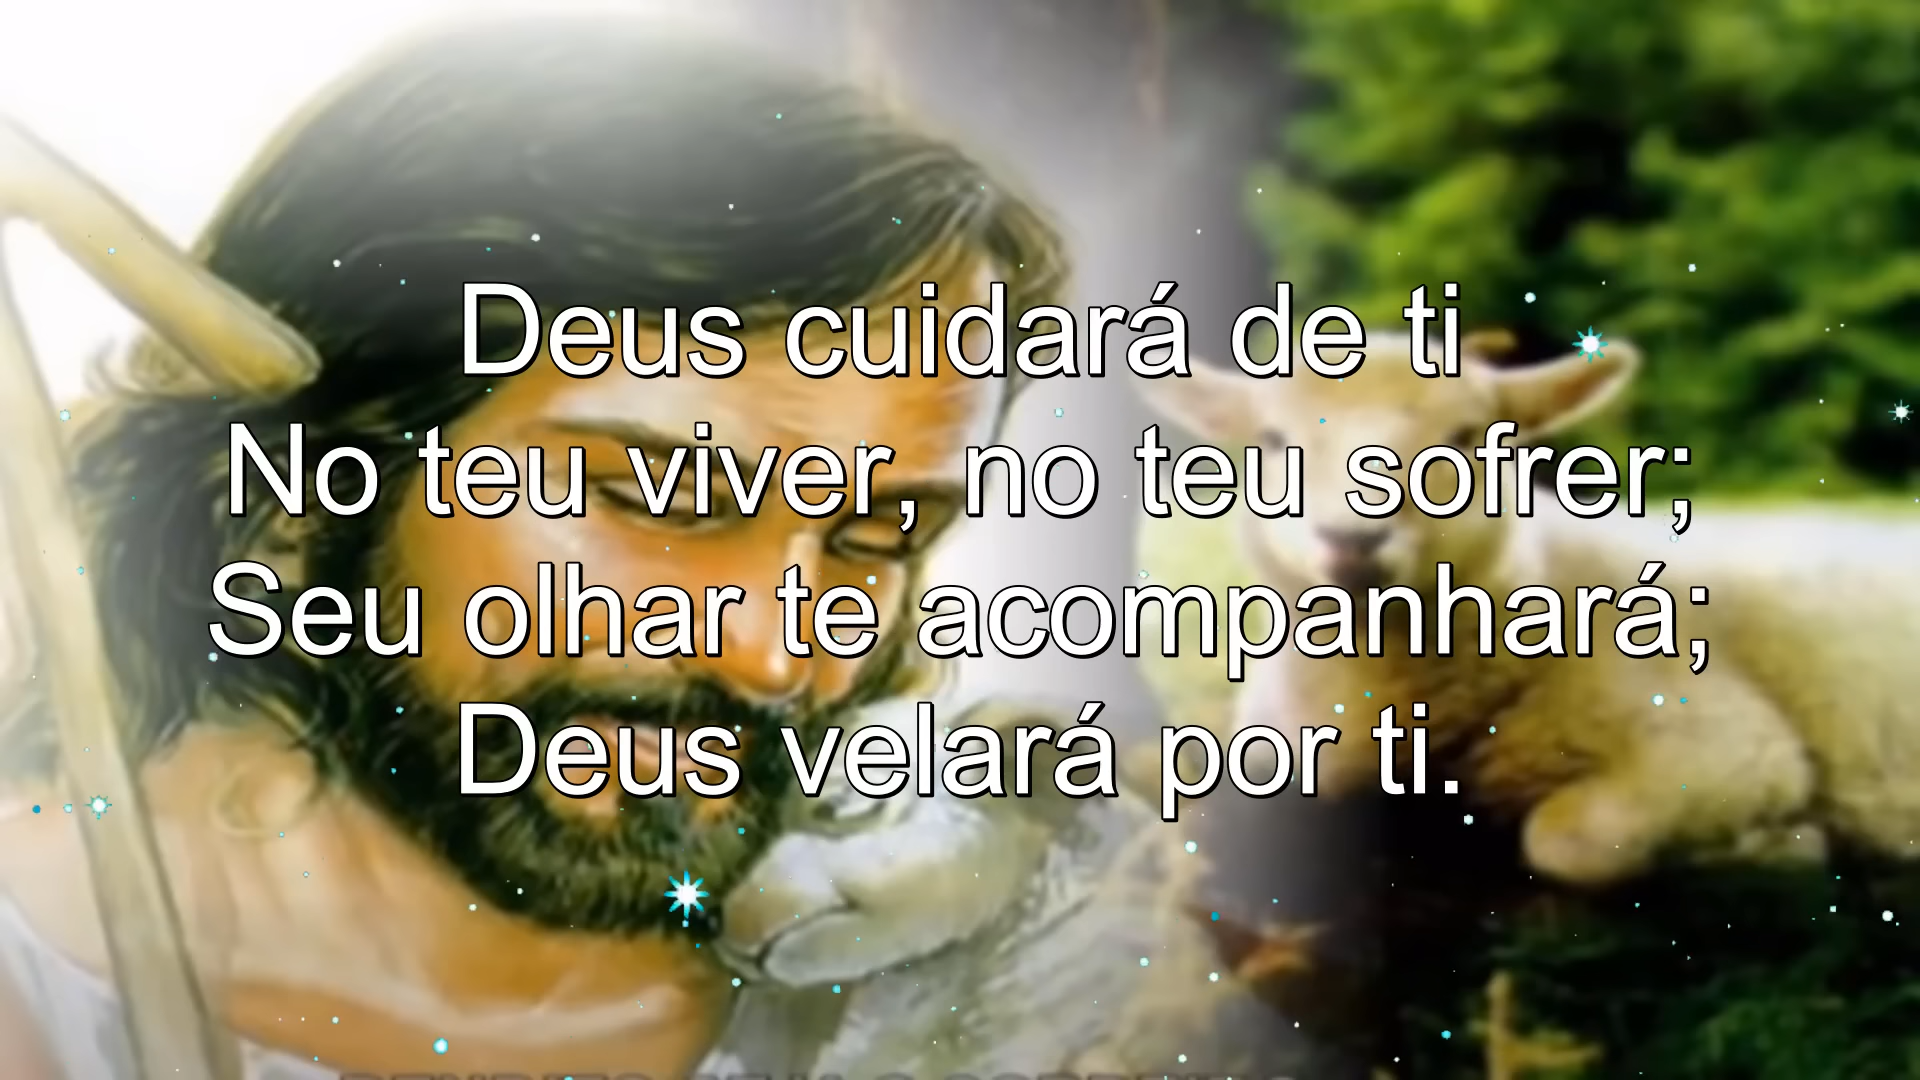 Deus cuidará de ti
No teu viver, no teu sofrer;
Seu olhar te acompanhará;
Deus velará por ti.